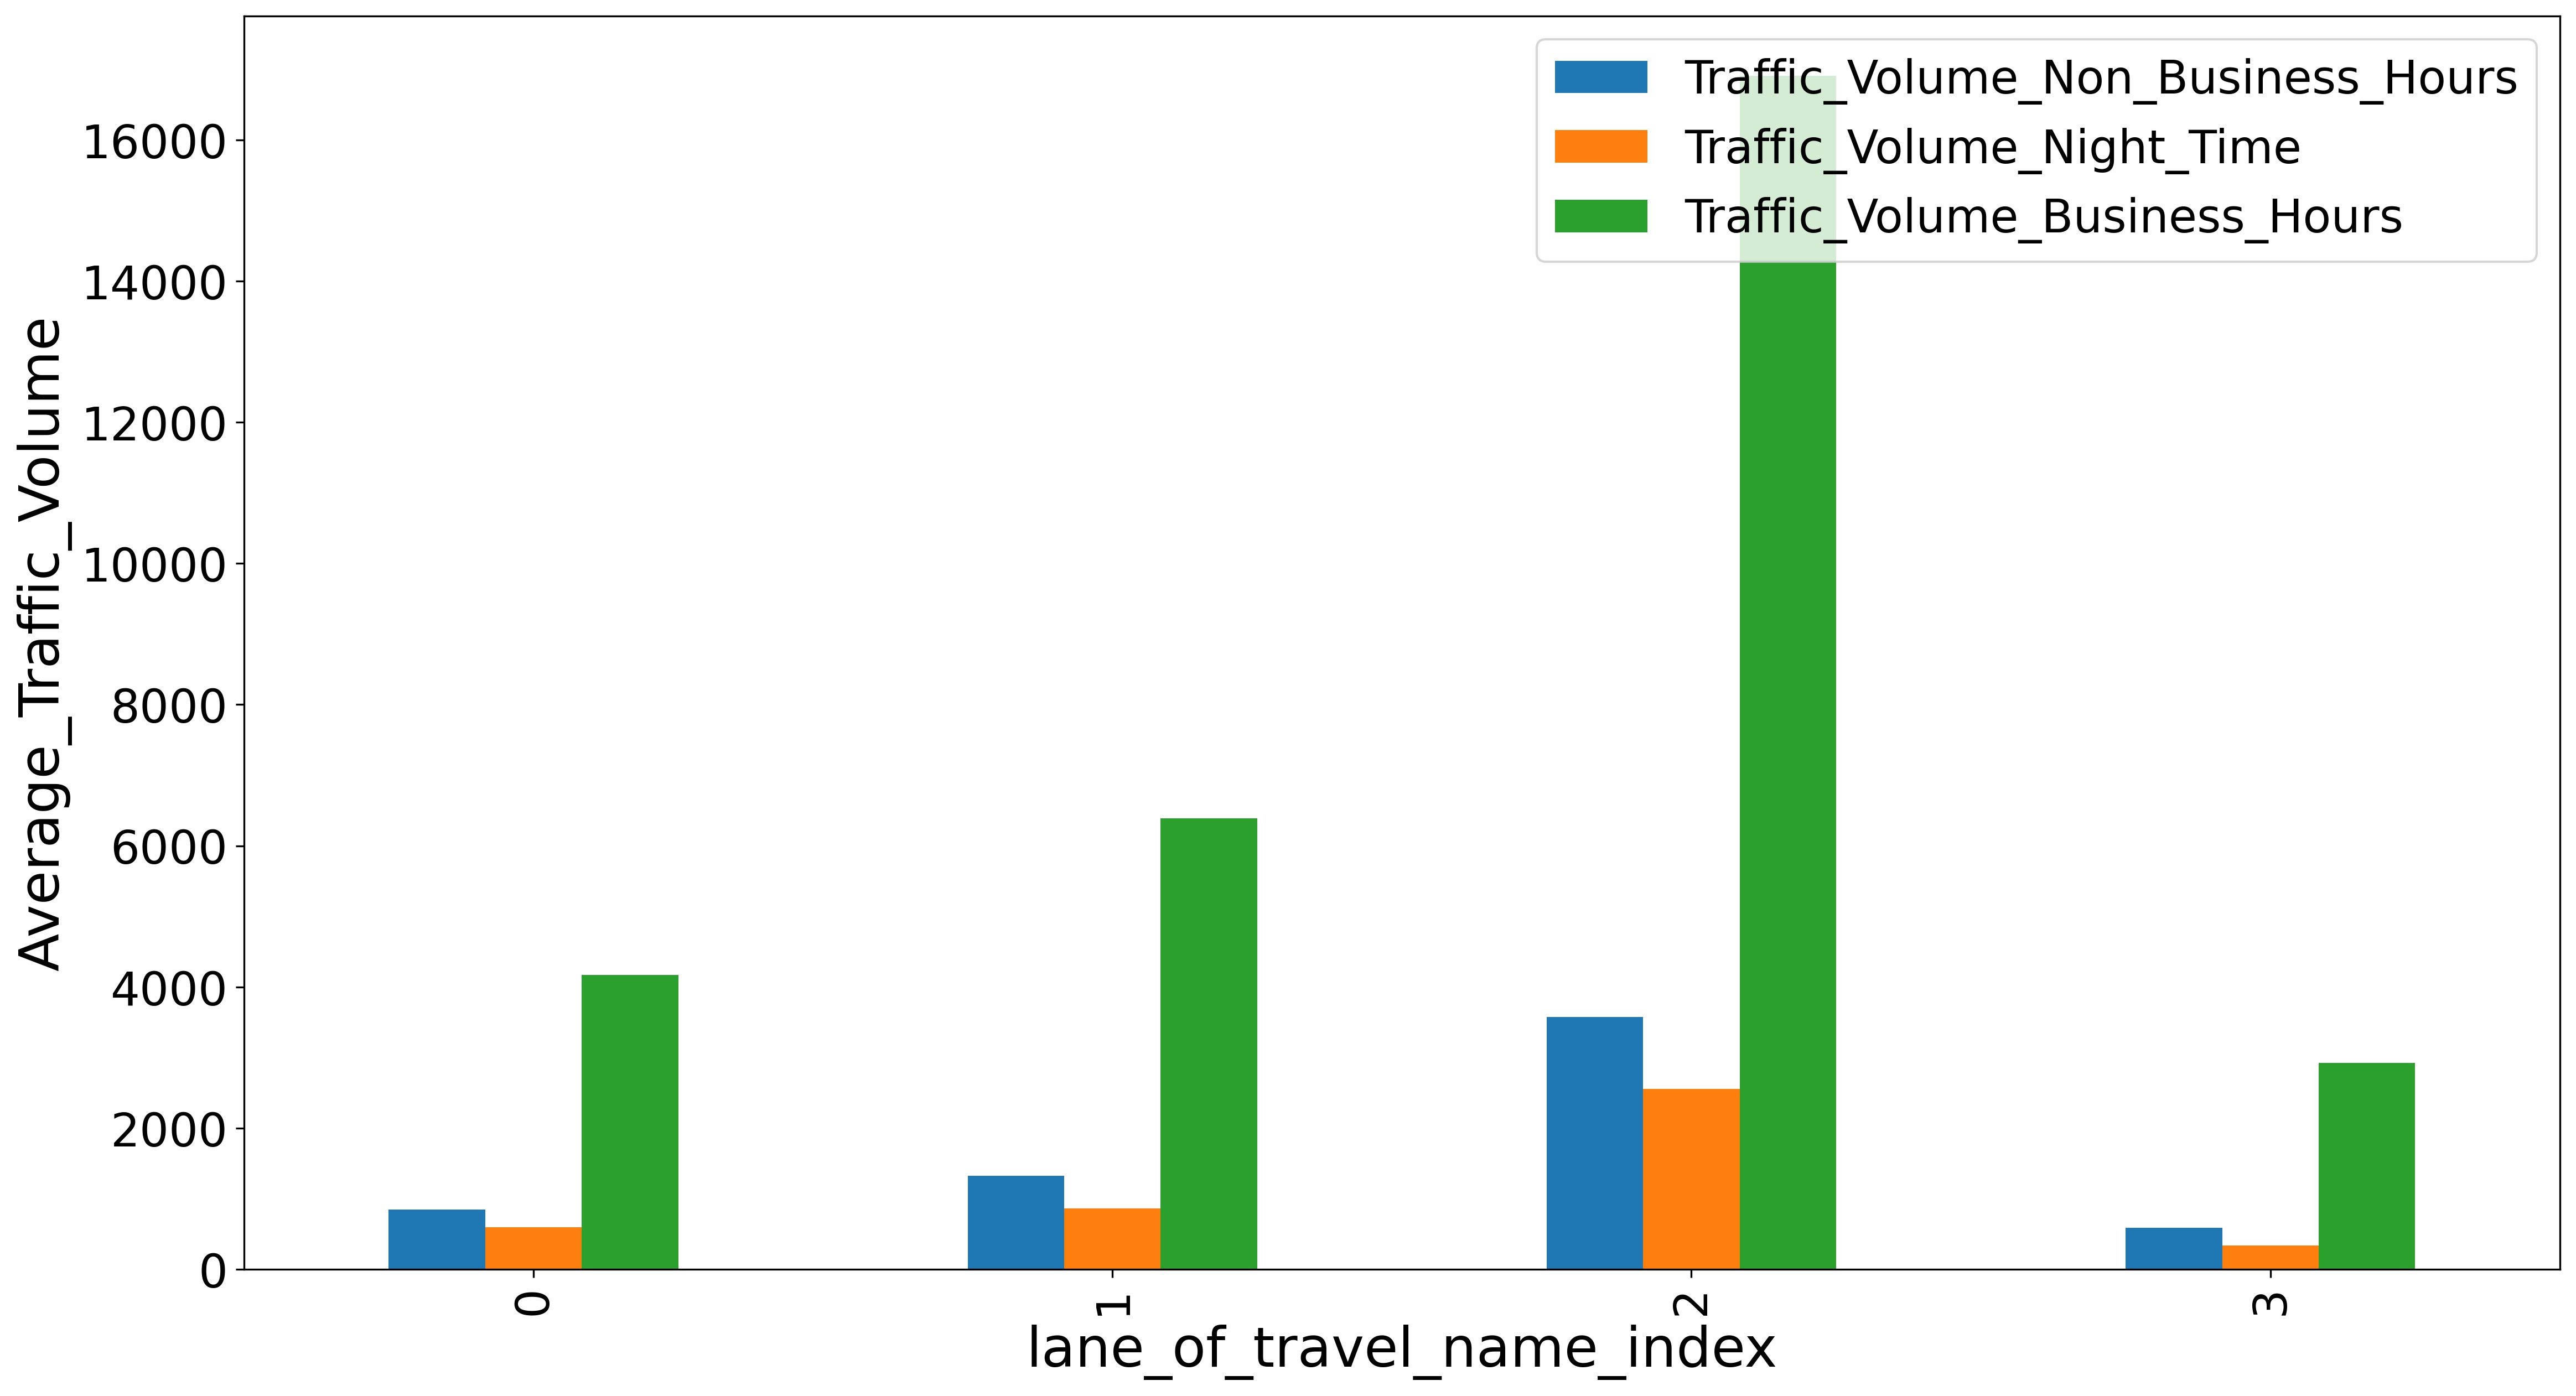 Traffic_Volume_Non_Business_Hours
Traffic_Volume_Night_Time
Traffic_Volume_Business_Hours
Average_Traffic_Volume
16000
14000
12000
10000
8000
6000
4000
2000
0
0 1 2 3
lane_of_travel_name_index